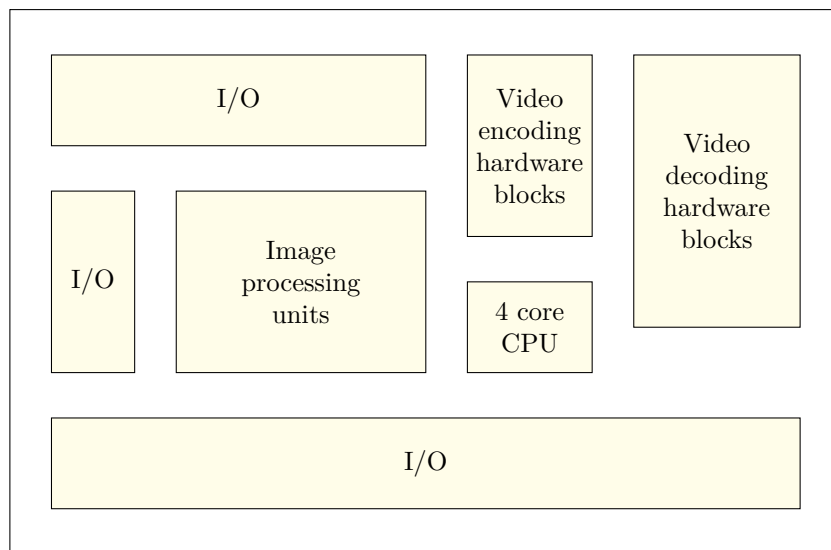 I/O
Video
encoding
hardware
blocks
Video
decoding
hardware
blocks
I/O
Image
processing
units
4 core
CPU
I/O